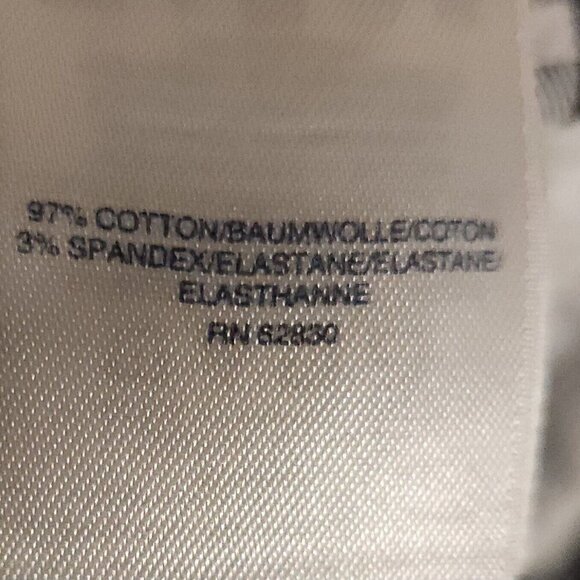 97% COTTON/BAUMWOLLE/COTON
3% SPANDEX/ELASTANE/ELASTANE/
ELASTHANNE
RN 62830